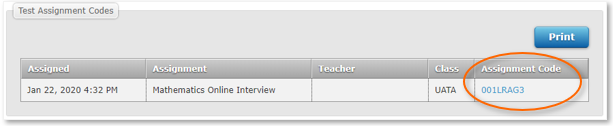 Test Assignment Codes
Print
Assigned Assignment Teacher Class Assignment Code
Jan 22, 2020 4:32 PM Mathematics Online Interview UATA 001LRAG3